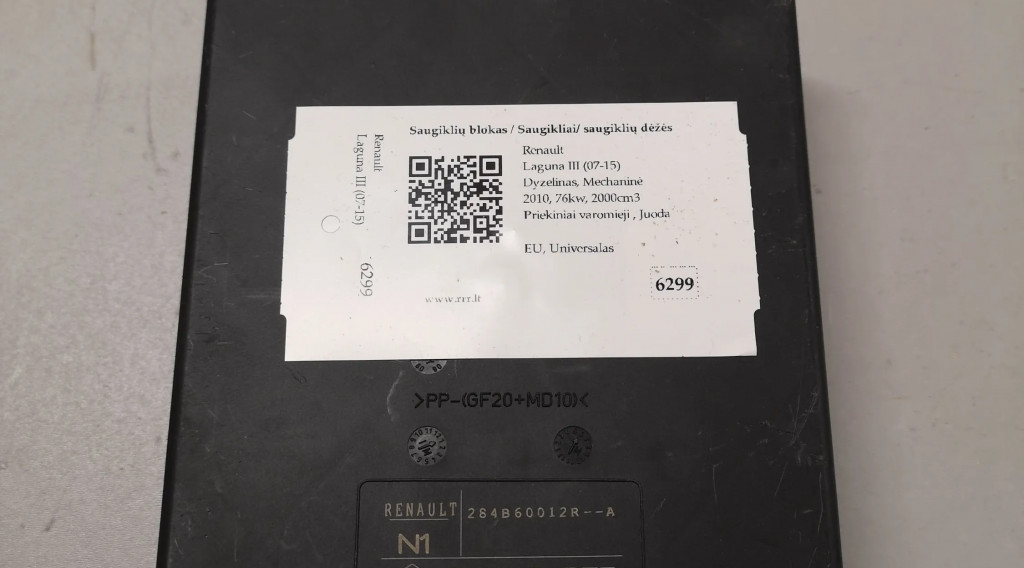 Saugiklių blokas / Saugikliai/ saugiklių dėžės
Renault
Laguna III (07-15)
Dyzelinas, Mechaninė
2010, 76kw, 2000cm3
Priekiniai varomieji , Juoda
EU, Universalas
6299
www.rrr.lt
Renault
Laguna III (07-15)
6299
>PP-(GF20+MD10)<
RENAULT
284B60012R--A
N1